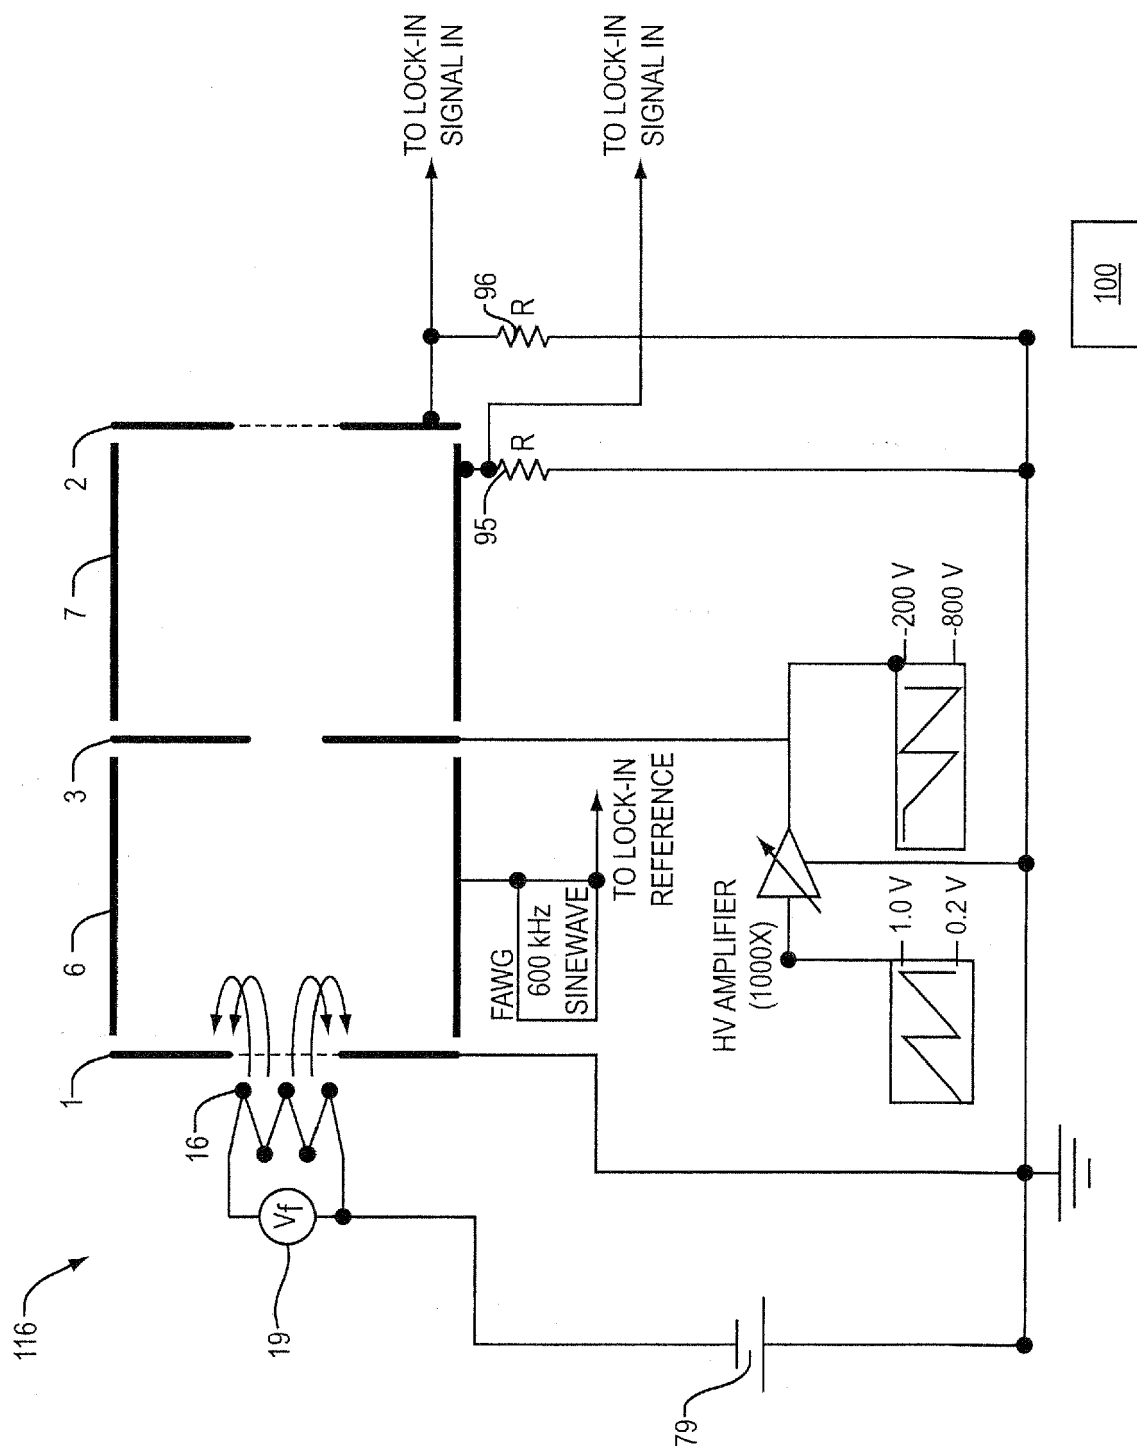 116
19
16
1
6
3
7
2
Vf
79
FAWG
600 kHz
SINEWAVE
TO LOCK-IN
REFERENCE
HV AMPLIFIER
(1000X)
1.0 V
0.2 V
-200 V
-800 V
95
R
96
R
TO LOCK-IN
SIGNAL IN
TO LOCK-IN
SIGNAL IN
100